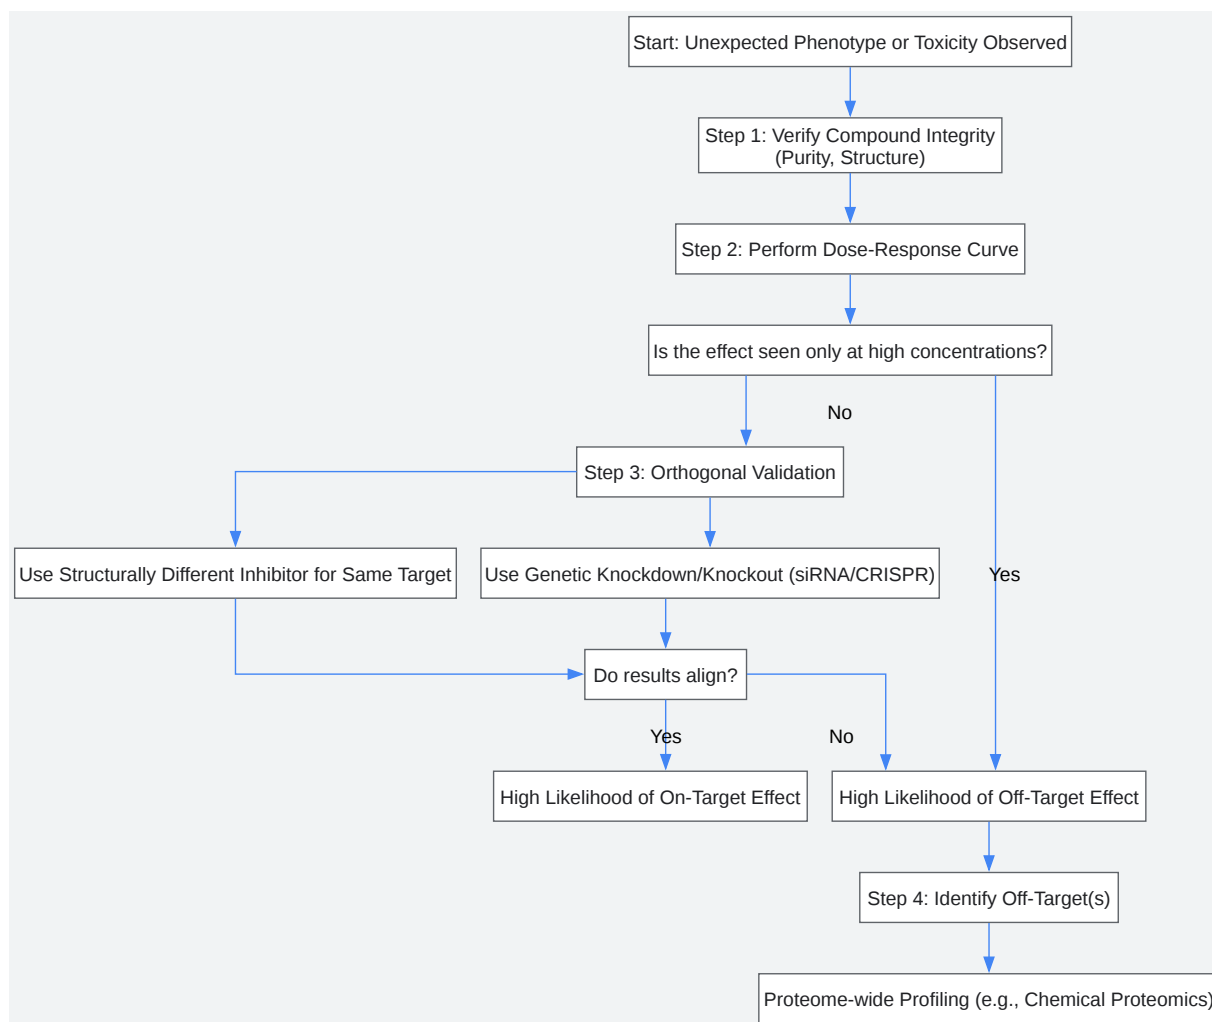 Start: Unexpected Phenotype or Toxicity Observed
Step 1: Verify Compound Integrity
(Purity, Structure)
Step 2: Perform Dose-Response Curve
Is the effect seen only at high concentrations?
No
Step 3: Orthogonal Validation
Use Structurally Different Inhibitor for Same Target
Use Genetic Knockdown/Knockout (siRNA/CRISPR)
Yes
Do results align?
Yes
No
High Likelihood of On-Target Effect
High Likelihood of Off-Target Effect
Step 4: Identify Off-Target(s)
Proteome-wide Profiling (e.g., Chemical Proteomics)